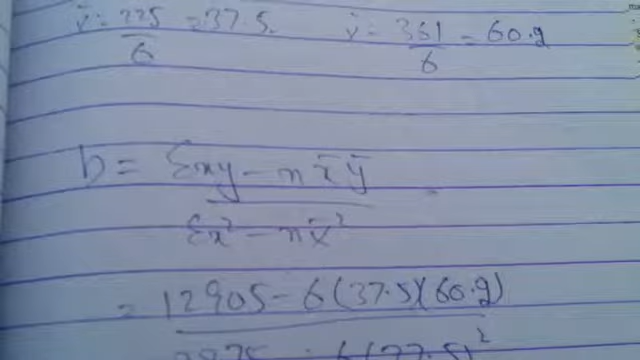 x̄ = 225/6 = 37.5 ȳ = 361/6 = 60.2
b = Σxy - n x̄ ȳ
Σx² - n x̄²
= 12905 - 6(37.5)(60.2)